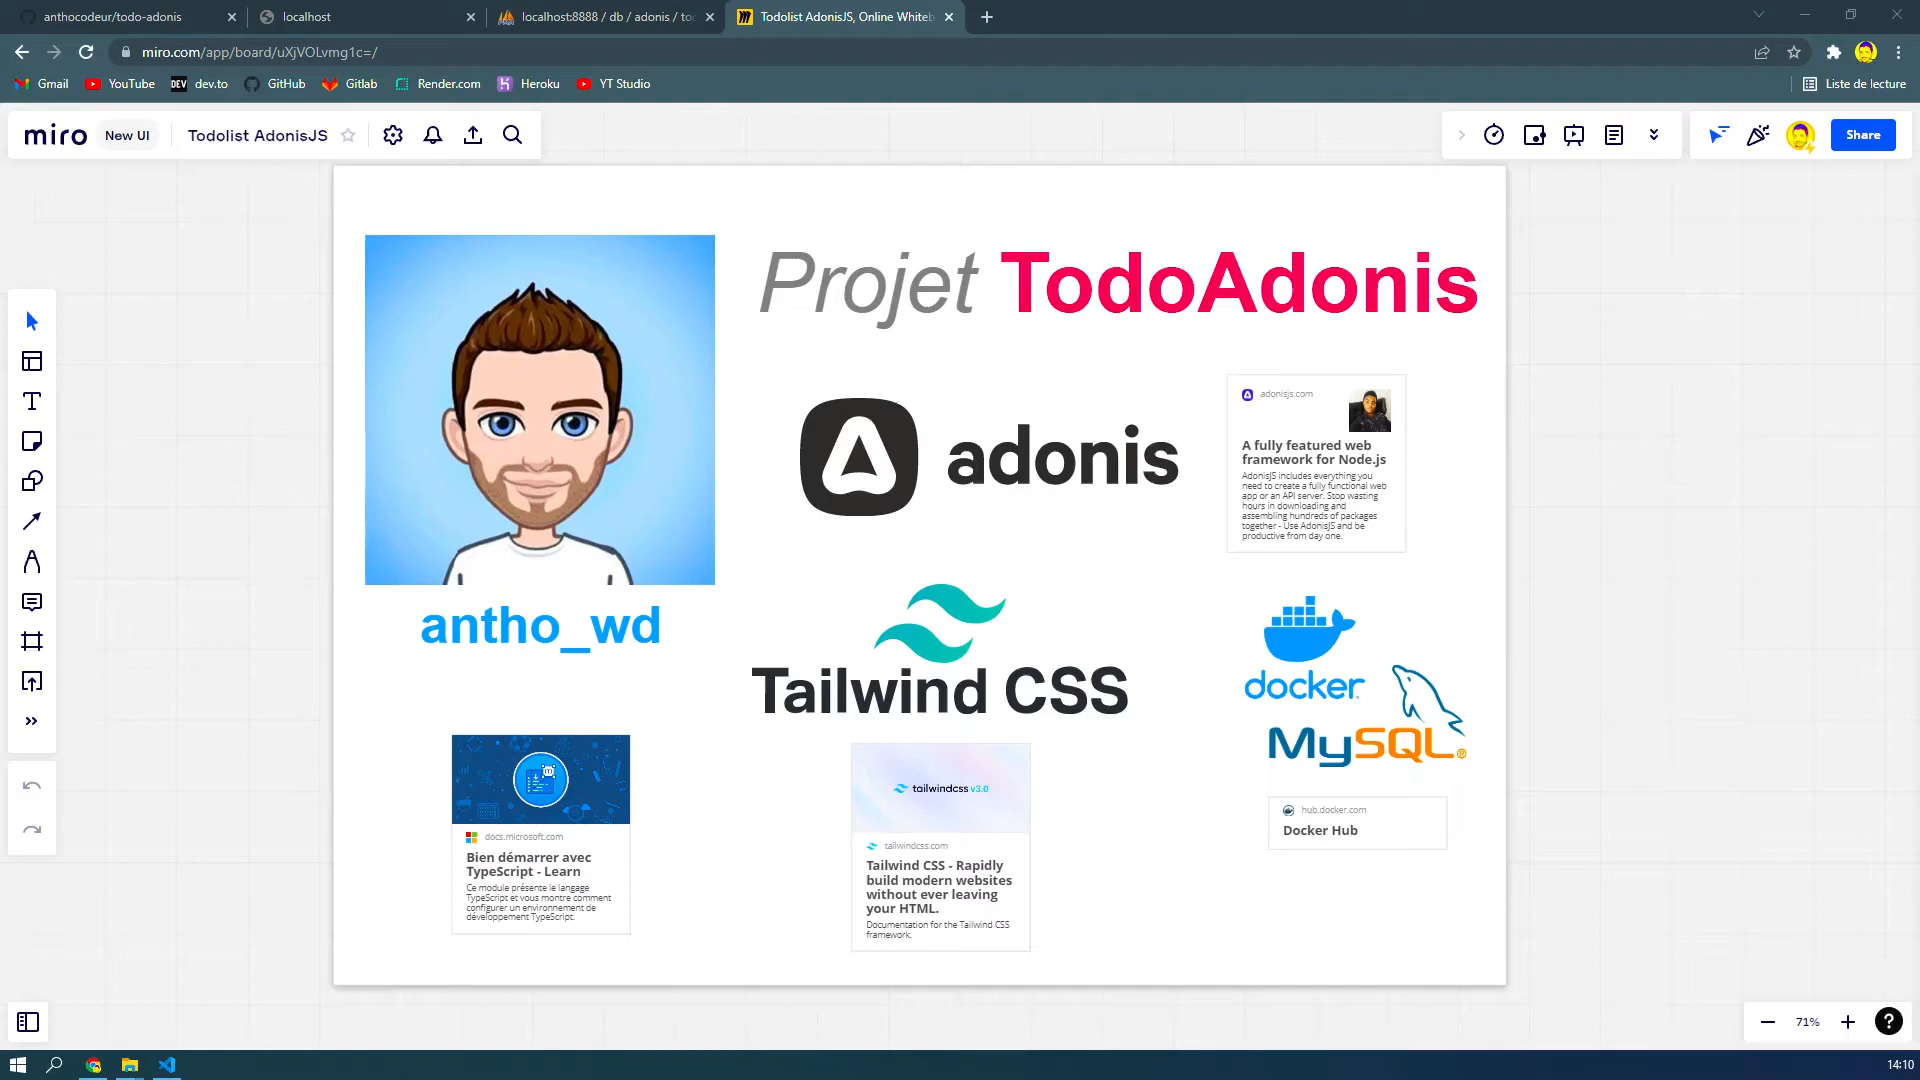 anthocodeur/todo-adonis
localhost
localhost:8888 / db / adonis / to
Todolist AdonisJS, Online Whiteb
miro.com/app/board/uXjVOLvmg1c=/
Gmail
YouTube
DEV
dev.to
GitHub
Gitlab
Render.com
Heroku
YT Studio
Liste de lecture
miro
New UI
Todolist AdonisJS
Share
Projet TodoAdonis
adonis
adonisjs.com
A fully featured web
framework for Node.js
AdonisJS includes everything you
need to create a fully functional web
app or an API server. Stop wasting
hours in downloading and
assembling hundreds of packages
together - Use AdonisJS and be
productive from day one.
antho_wd
Tailwind CSS
docker
MySQL®
docs.microsoft.com
Bien démarrer avec
TypeScript - Learn
Ce module présente le langage
TypeScript et vous montre comment
configurer un environnement de
développement TypeScript.
tailwindcss v3.0
tailwindcss.com
Tailwind CSS - Rapidly
build modern websites
without ever leaving
your HTML.
Documentation for the Tailwind CSS
framework.
hub.docker.com
Docker Hub
71%
?
14:10